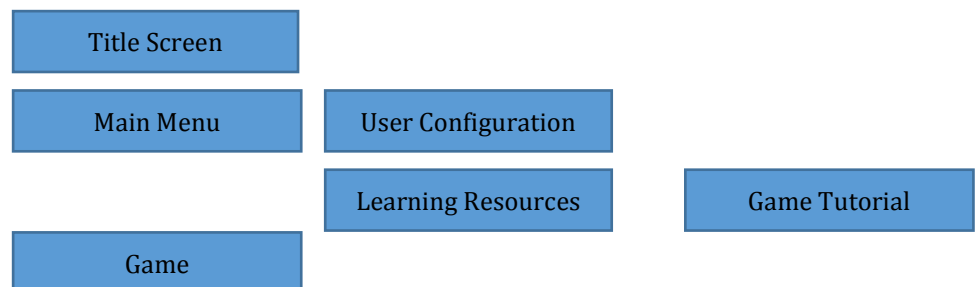 Title Screen
Main Menu
User Configuration
Learning Resources
Game Tutorial
Game